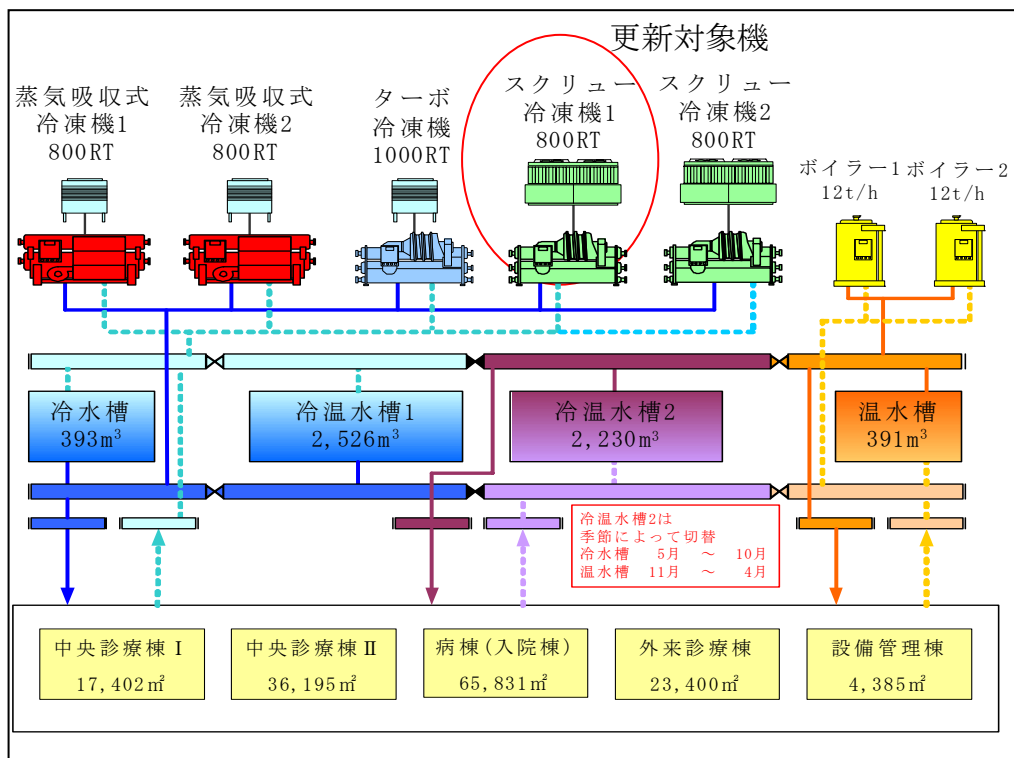 更新対象機
蒸気吸収式
冷凍機1
800RT
蒸気吸収式
冷凍機2
800RT
ターボ
冷凍機
1000RT
スクリュー
冷凍機1
800RT
スクリュー
冷凍機2
800RT
ボイラー1
12t/h
ボイラー2
12t/h
冷水槽
393m³
冷温水槽1
2,526m³
冷温水槽2
2,230m³
温水槽
391m³
冷温水槽2は
季節によって切替
冷水槽 5月 ～ 10月
温水槽 11月 ～ 4月
中央診療棟Ⅰ
17,402㎡
中央診療棟Ⅱ
36,195㎡
病棟(入院棟)
65,831㎡
外来診療棟
23,400㎡
設備管理棟
4,385㎡